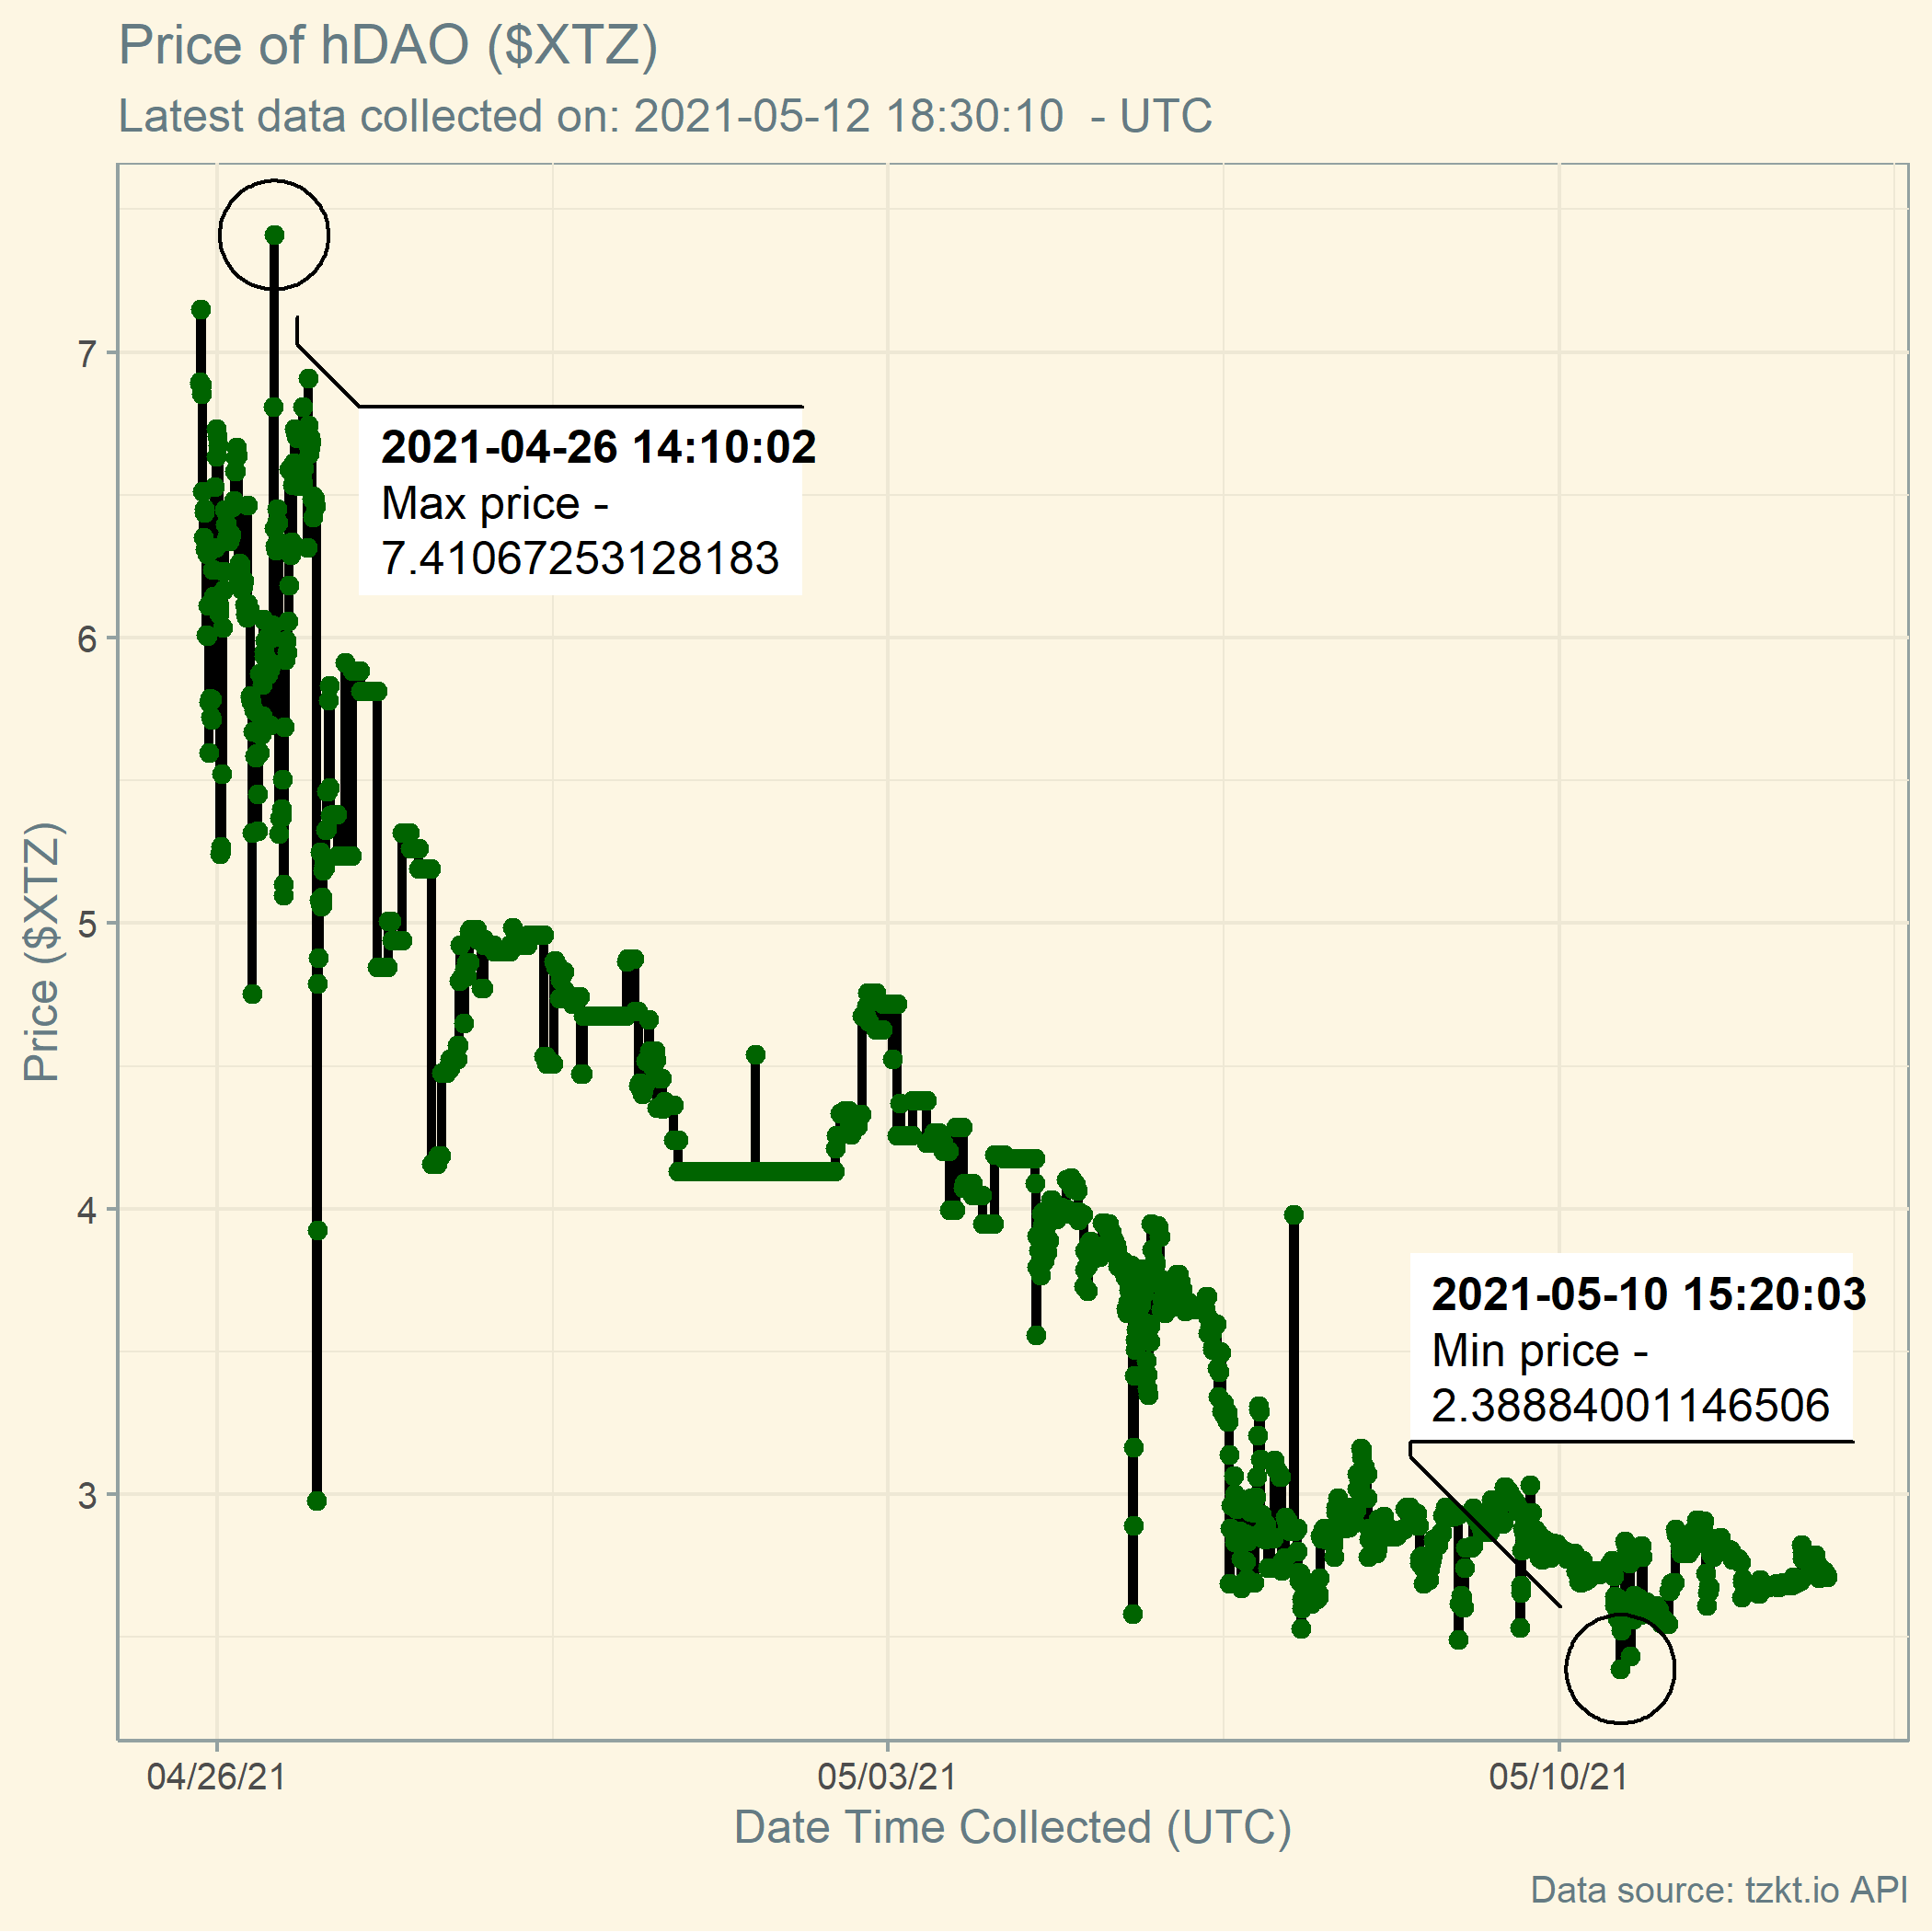 Price of hDAO ($XTZ)
Latest data collected on: 2021-05-12 18:30:10  - UTC
2021-04-26 14:10:02
Max price -
7.41067253128183
2021-05-10 15:20:03
Min price -
2.38884001146506
Price ($XTZ)
7
6
5
4
3
04/26/21
05/03/21
05/10/21
Date Time Collected (UTC)
Data source: tzkt.io API